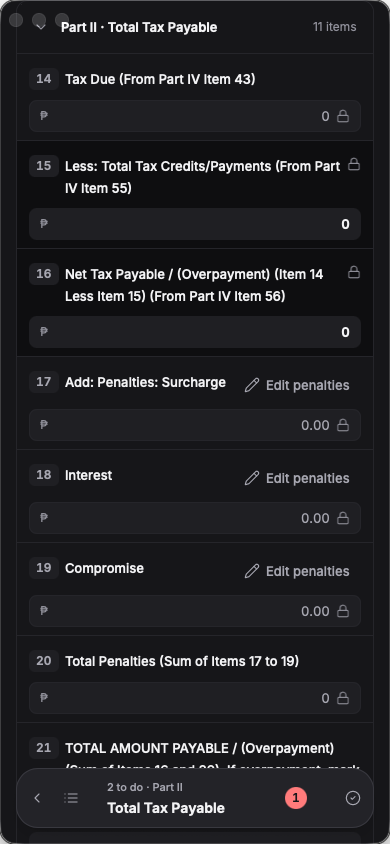 Part II · Total Tax Payable 11 items
14 Tax Due (From Part IV Item 43)
₱ 0
15 Less: Total Tax Credits/Payments (From Part
IV Item 55)
₱ 0
16 Net Tax Payable / (Overpayment) (Item 14
Less Item 15) (From Part IV Item 56)
₱ 0
17 Add: Penalties: Surcharge Edit penalties
₱ 0.00
18 Interest Edit penalties
₱ 0.00
19 Compromise Edit penalties
₱ 0.00
20 Total Penalties (Sum of Items 17 to 19)
₱ 0
21 TOTAL AMOUNT PAYABLE / (Overpayment)
2 to do · Part II
Total Tax Payable 1